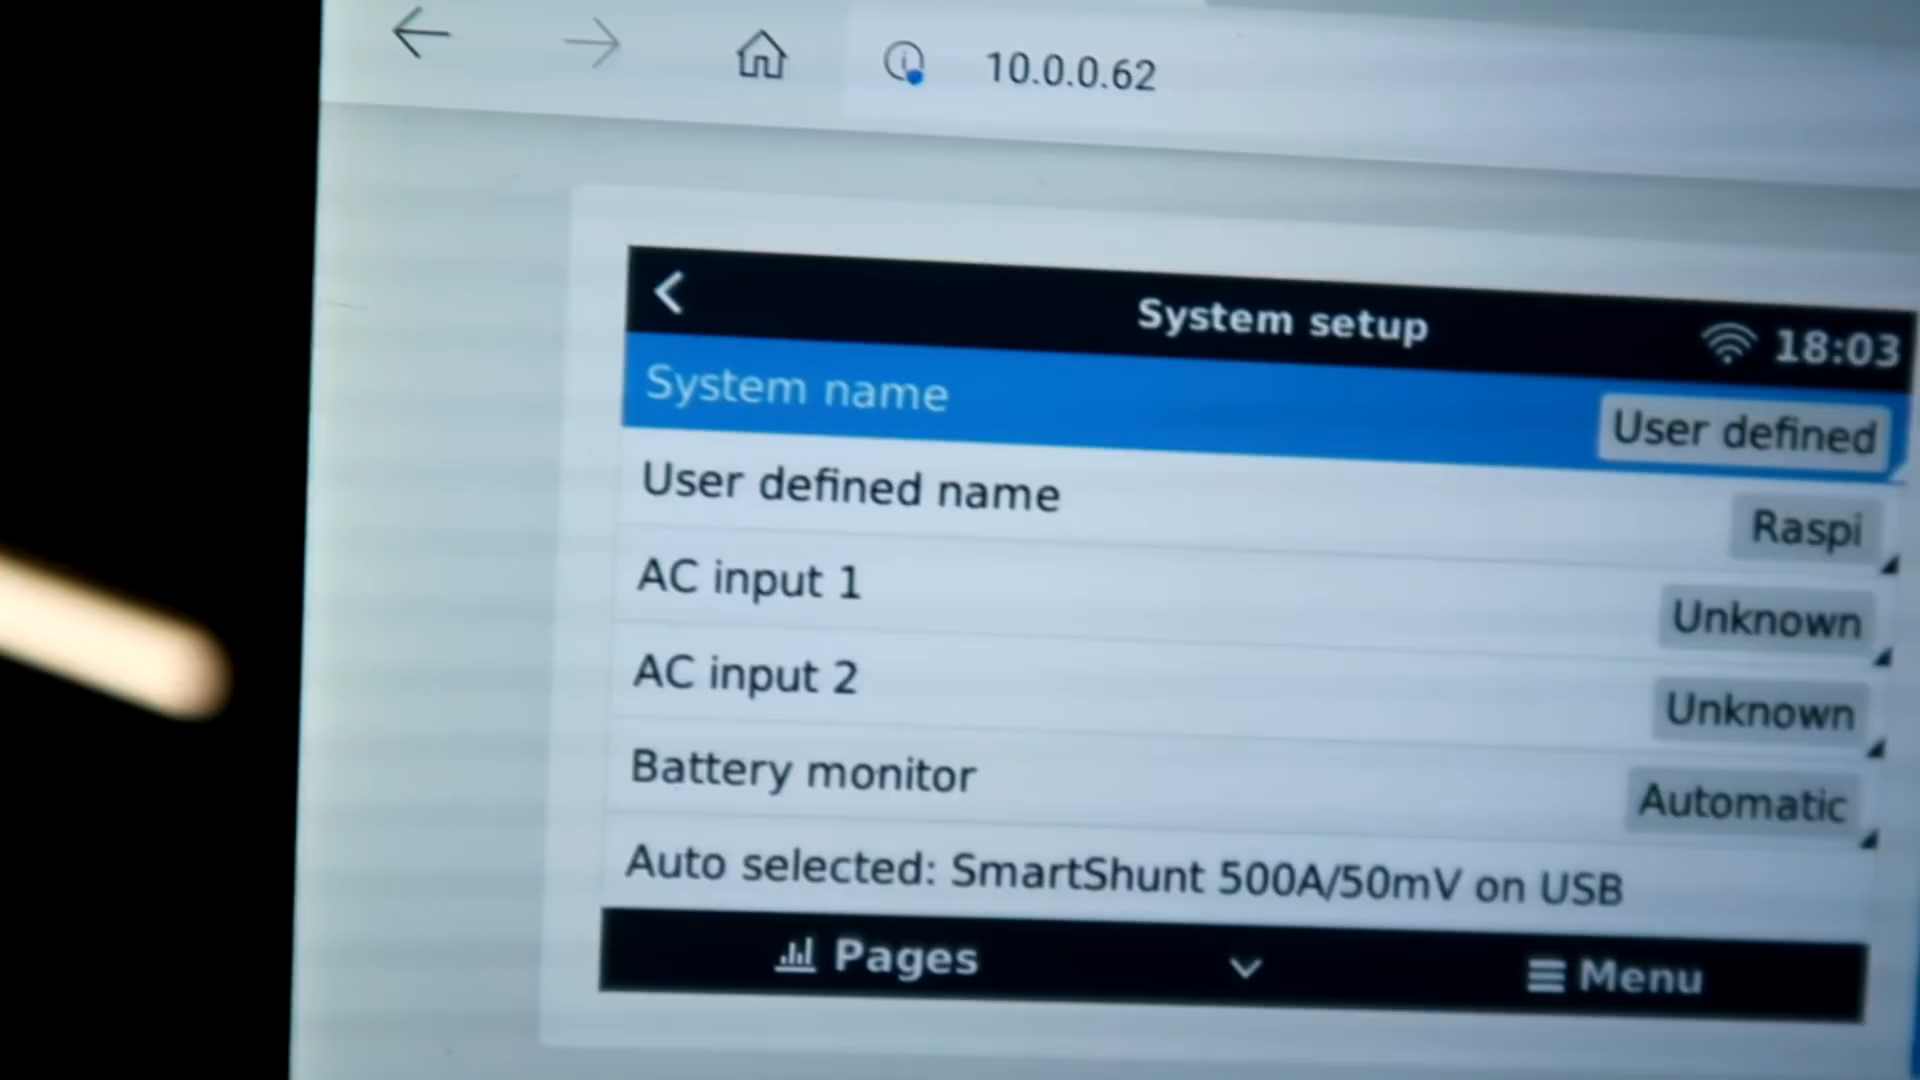 10.0.0.62
System setup
18:03
System name
User defined
User defined name
Raspi
AC input 1
Unknown
AC input 2
Unknown
Battery monitor
Automatic
Auto selected: SmartShunt 500A/50mV on USB
Pages
Menu